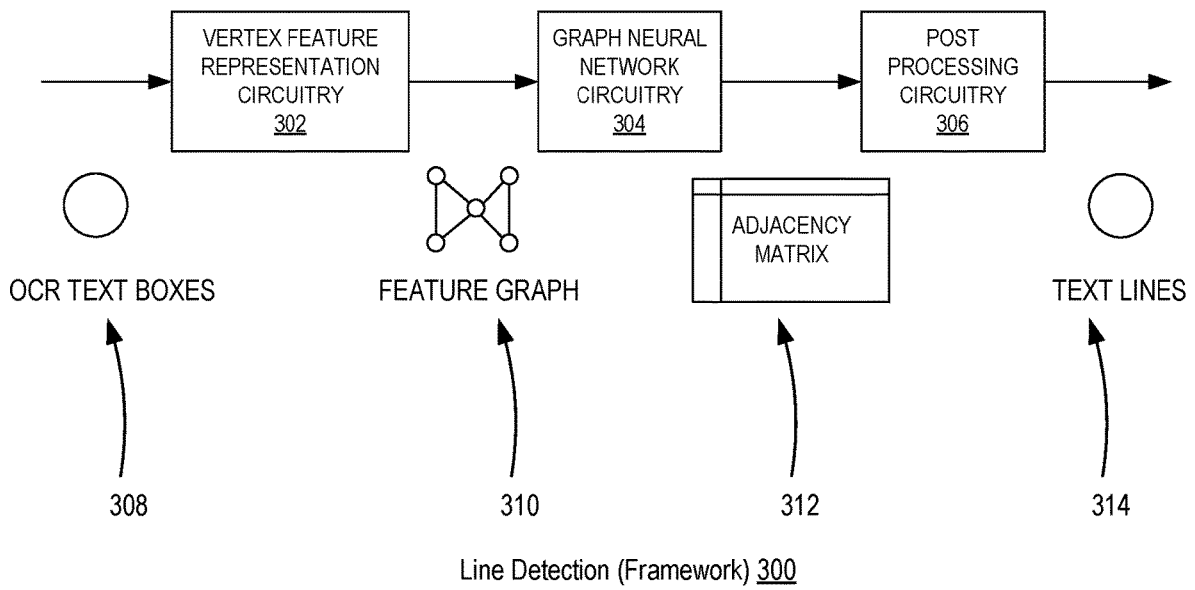 VERTEX FEATURE
REPRESENTATION
CIRCUITRY
302
GRAPH NEURAL
NETWORK
CIRCUITRY
304
POST
PROCESSING
CIRCUITRY
306
OCR TEXT BOXES
FEATURE GRAPH
ADJACENCY
MATRIX
TEXT LINES
308
310
312
314
Line Detection (Framework) 300